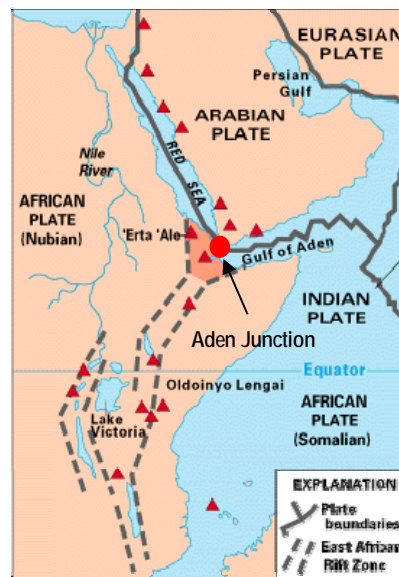 EURASIAN
PLATE
Persian
Gulf
ARABIAN
PLATE
RED
SEA
Nile
River
AFRICAN
PLATE
(Nubian)
'Erta 'Ale
Gulf of Aden
INDIAN
PLATE
Aden Junction
Equator
Oldoinyo Lengai
AFRICAN
PLATE
(Somalian)
Lake
Victoria
EXPLANATION
Plate
boundaries
East African
Rift Zone